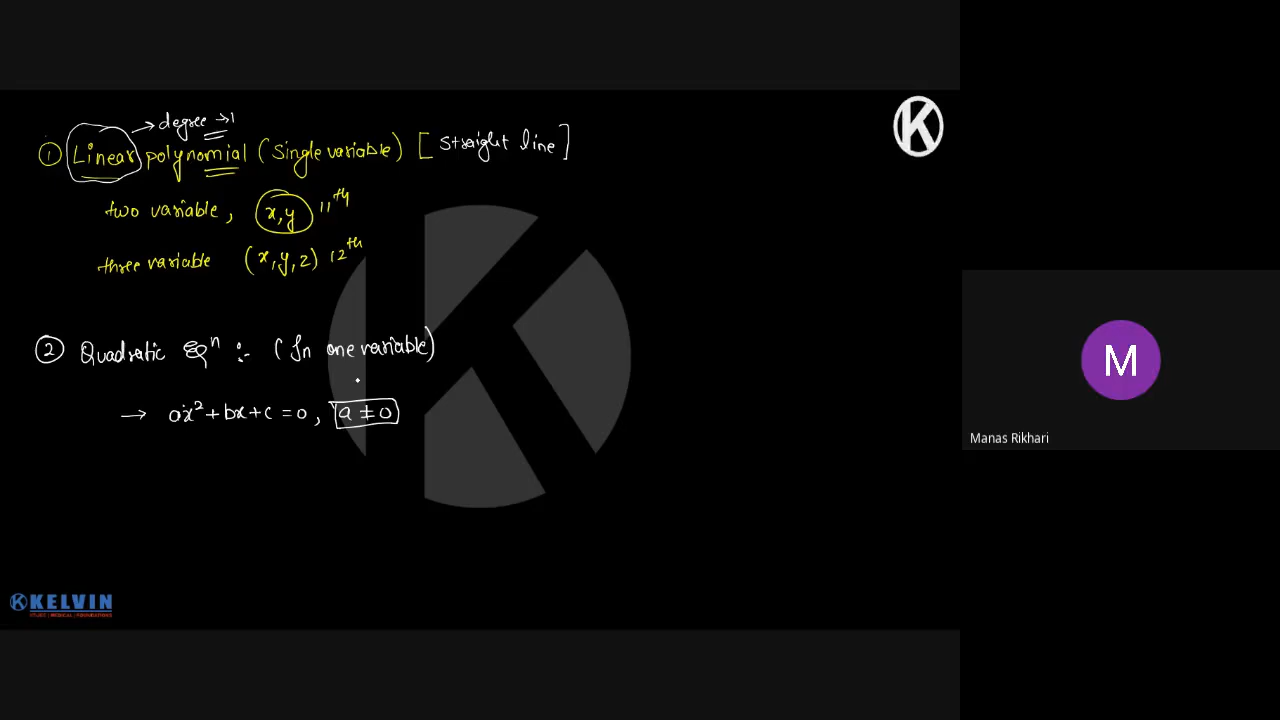 → degree → 1
① Linear polynomial (Single variable) [Straight line]
two variable, x,y 11th
three variable (x,y,z) 12th
② Quadratic Eqⁿ :- (In one variable)
→ ax²+bx+c = 0, a ≠ 0
K
KELVIN
M
Manas Rikhari